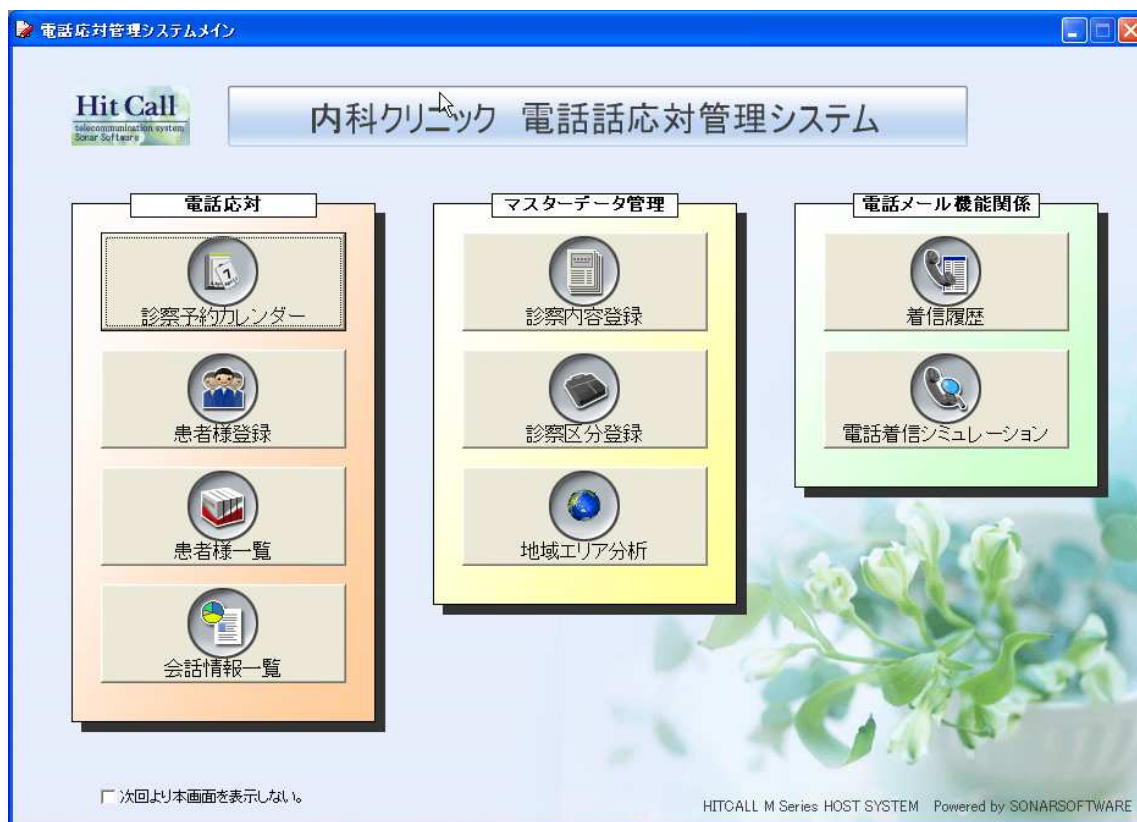 電話応対管理システムメイン
Hit Call
telecommunication system
Sonar Software
内科クリニック 電話話応対管理システム
電話応対
診察予約カレンダー
患者様登録
患者様一覧
会話情報一覧
マスターデータ管理
診察内容登録
診察区分登録
地域エリア分析
電話メール機能関係
着信履歴
電話着信シミュレーション
次回より本画面を表示しない。
HITCALL M Series HOST SYSTEM Powered by SONARSOFTWARE